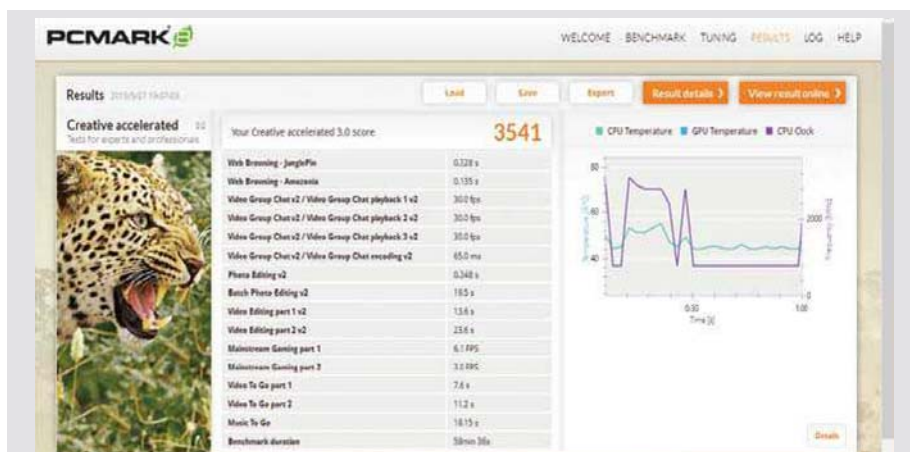 PCMARK 8
WELCOME BENCHMARK TUNING RESULTS LOG HELP
Results
Load Save Export Result details View result online
Creative accelerated 3.0
Tests for experts and professionals
Your Creative accelerated 3.0 score 3541
Web Browsing - JunglePin 0.328 s
Web Browsing - Amazonia 0.135 s
Video Group Chat v2 / Video Group Chat playback 1 v2 30.0 fps
Video Group Chat v2 / Video Group Chat playback 2 v2 30.0 fps
Video Group Chat v2 / Video Group Chat playback 3 v2 30.0 fps
Video Group Chat v2 / Video Group Chat encoding v2 65.0 ms
Photo Editing v2 0.348 s
Batch Photo Editing v2 19.5 s
Video Editing part 1 v2 13.6 s
Video Editing part 2 v2 23.6 s
Mainstream Gaming part 1 6.1 FPS
Mainstream Gaming part 2 3.0 FPS
Video To Go part 1 7.6 s
Video To Go part 2 11.2 s
Music To Go 18.15 s
Benchmark duration 58min 36s
CPU Temperature GPU Temperature CPU Clock
80
60
40
Temperature [°C]
2000
0
0:30 1:00
Time [s]
Details